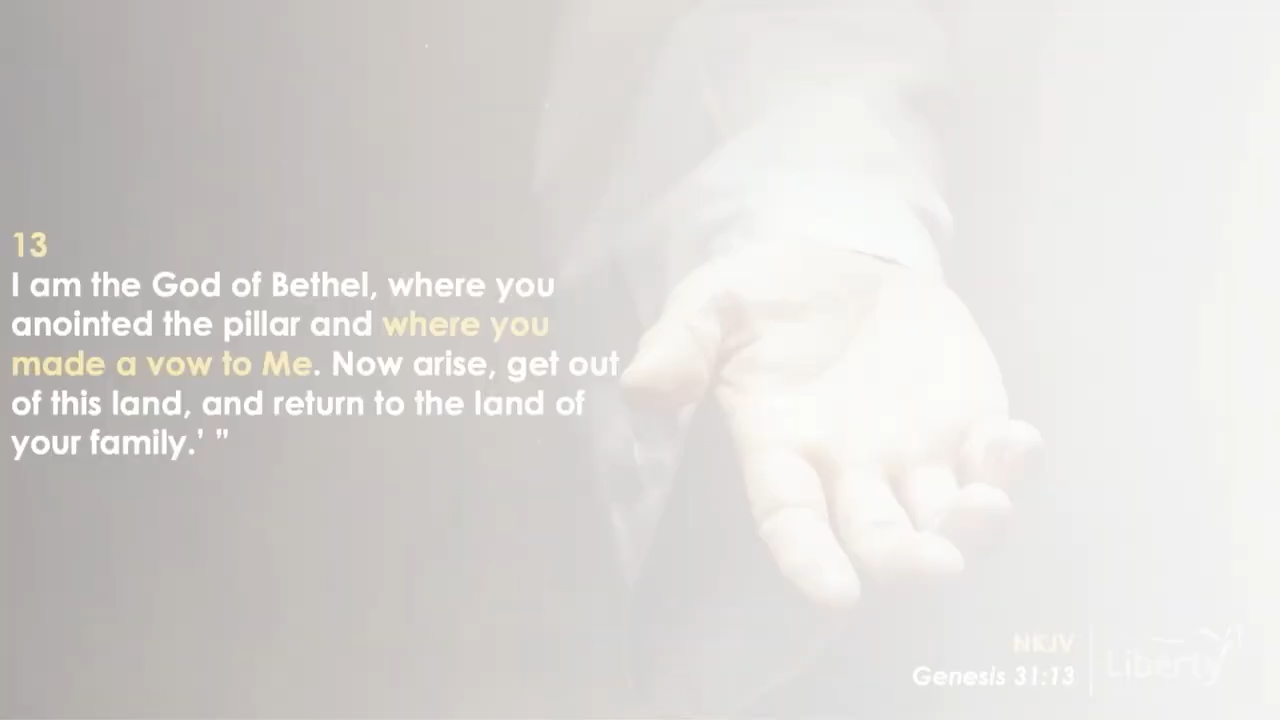 13
I am the God of Bethel, where you
anointed the pillar and where you
made a vow to Me. Now arise, get out
of this land, and return to the land of
your family.’ ”
NKJV
Genesis 31:13
Liberty